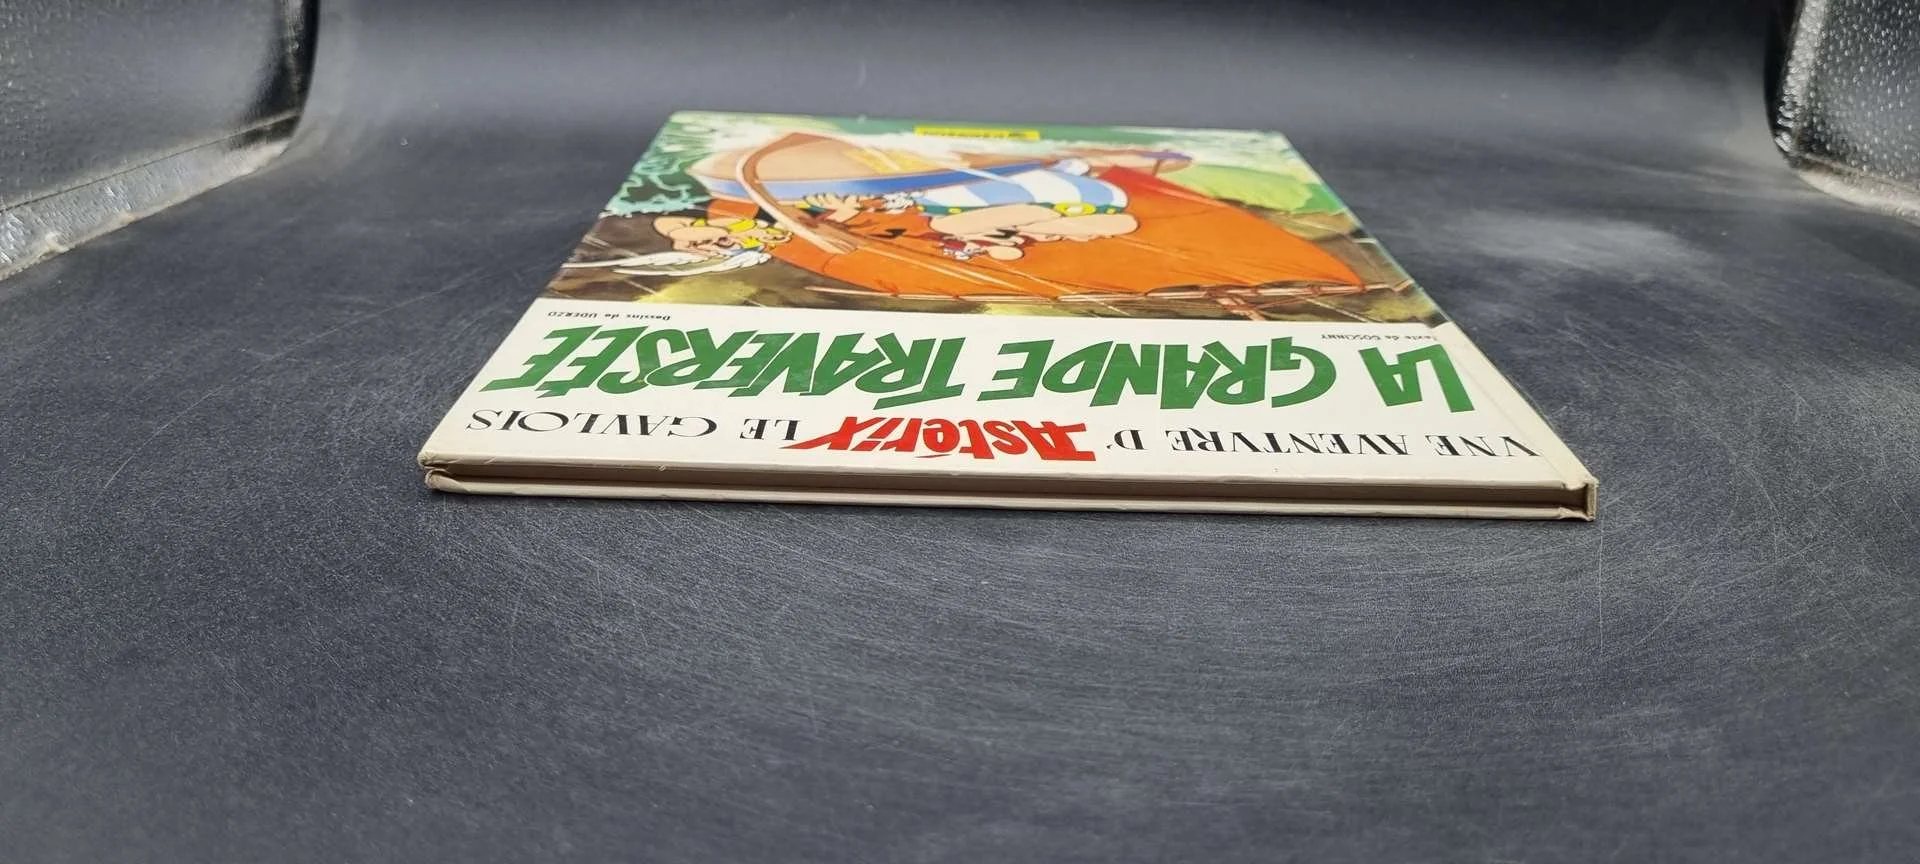 VNE AVENTVRE D'Astérix LE GAVLOIS
LA GRANDE TRAVERSÉE
Texte de GOSCINNY Dessins de UDERZO